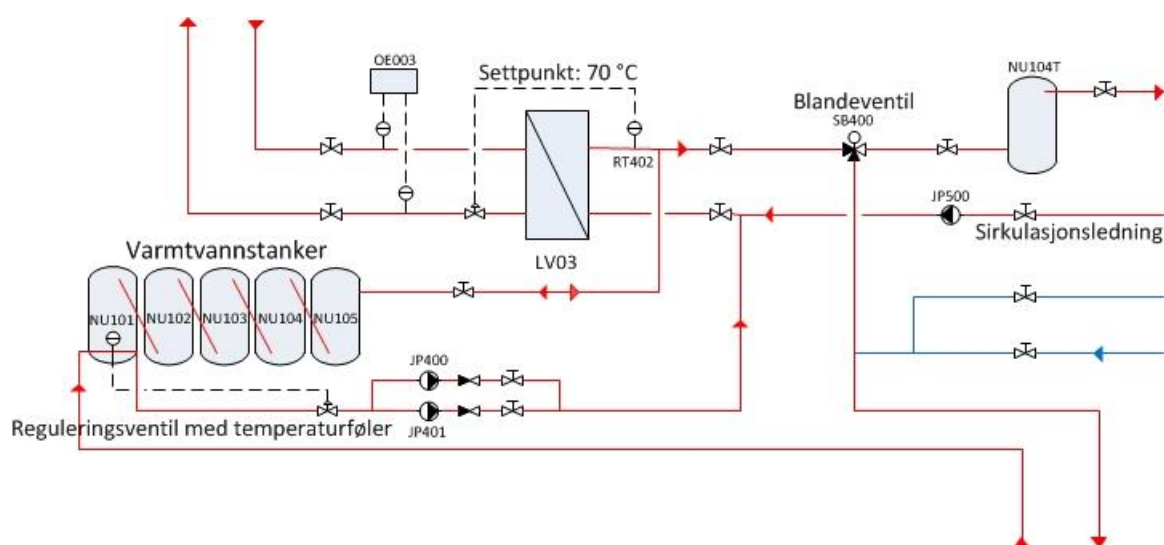 OE003
Settpunkt: 70 °C
NU104T
Blandeventil
SB400
RT402
JP500
Sirkulasjonsledning
Varmtvannstanker
LV03
NU101
NU102
NU103
NU104
NU105
JP400
JP401
Reguleringsventil med temperaturføler